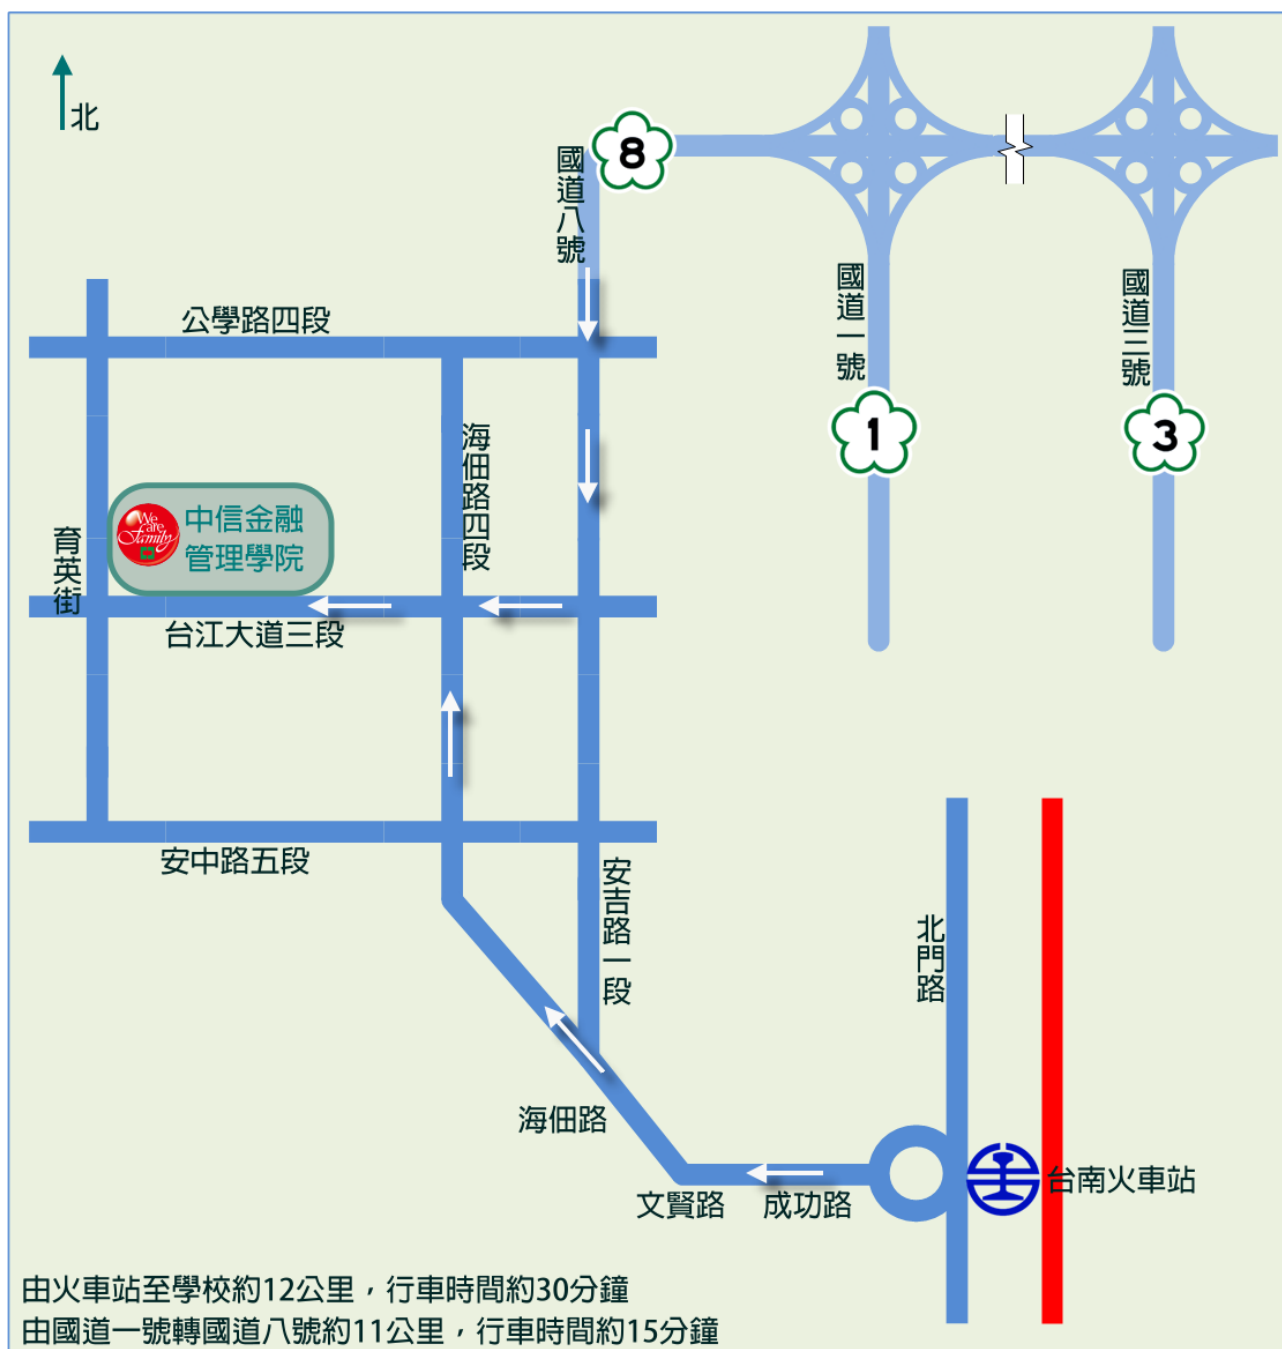 北
8
國道八號
國道一號
國道三號
公學路四段
1
3
海佃路四段
We
are
Family
中信金融
管理學院
育英街
台江大道三段
安中路五段
安吉路一段
北門路
海佃路
台南火車站
文賢路
成功路
由火車站至學校約12公里，行車時間約30分鐘
由國道一號轉國道八號約11公里，行車時間約15分鐘